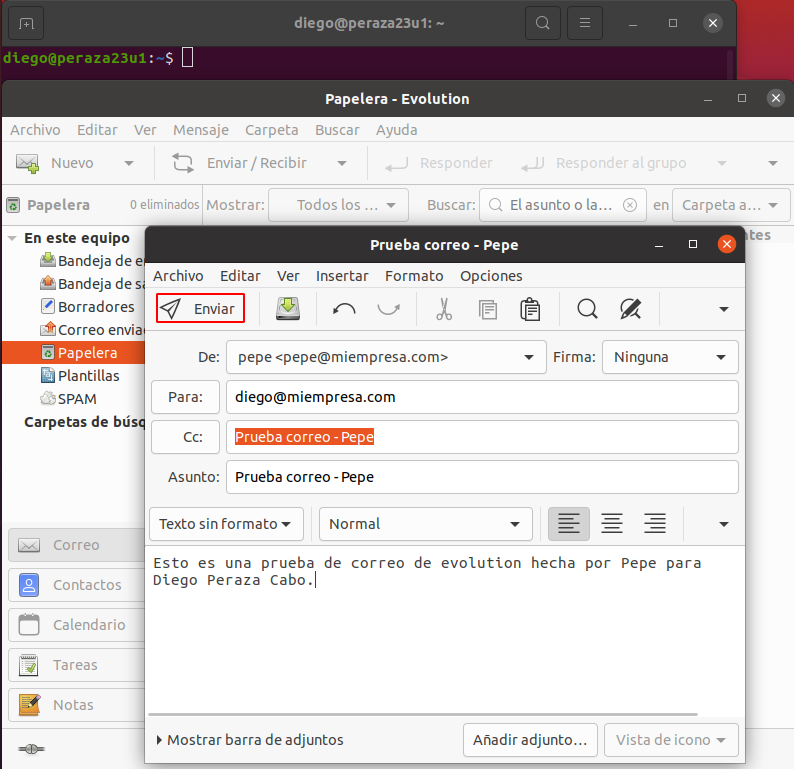 diego@peraza23u1: ~
diego@peraza23u1:~$
Papelera - Evolution
Archivo Editar Ver Mensaje Carpeta Buscar Ayuda
Nuevo Enviar / Recibir Responder Responder al grupo
Papelera 0 eliminados Mostrar: Todos los ... Buscar: El asunto o la... en Carpeta a...
En este equipo
Bandeja de
Bandeja de
Borradores
Correo
Papelera
Plantillas
SPAM
Carpetas de
Correo
Contactos
Calendario
Tareas
Notas
Prueba correo - Pepe
Archivo Editar Ver Insertar Formato Opciones
Enviar
De: pepe <pepe@miempresa.com> Firma: Ninguna
Para: diego@miempresa.com
Cc: Prueba correo - Pepe
Asunto: Prueba correo - Pepe
Texto sin formato Normal
Esto es una prueba de correo de evolution hecha por Pepe para
Diego Peraza Cabo.
Mostrar barra de adjuntos Añadir adjunto... Vista de icono